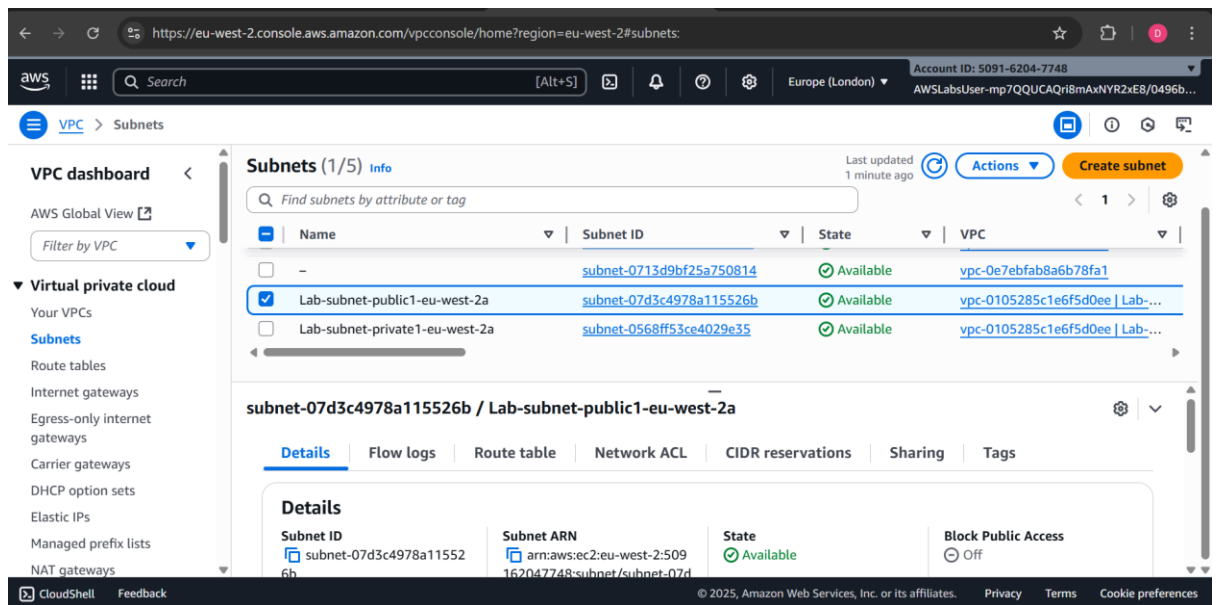 https://eu-west-2.console.aws.amazon.com/vpcconsole/home?region=eu-west-2#subnets:
D
aws
Search
[Alt+S]
Europe (London)
Account ID: 5091-6204-7748
AWSLabsUser-mp7QQUCAQri8mAxNYR2xE8/0496b...
VPC > Subnets
VPC dashboard
AWS Global View
Filter by VPC
Virtual private cloud
Your VPCs
Subnets
Route tables
Internet gateways
Egress-only internet
gateways
Carrier gateways
DHCP option sets
Elastic IPs
Managed prefix lists
NAT gateways
Subnets (1/5) Info
Last updated
1 minute ago
Actions
Create subnet
Find subnets by attribute or tag
1
Name Subnet ID State VPC
– subnet-0713d9bf25a750814 Available vpc-0e7ebfab8a6b78fa1
Lab-subnet-public1-eu-west-2a subnet-07d3c4978a115526b Available vpc-0105285c1e6f5d0ee | Lab-...
Lab-subnet-private1-eu-west-2a subnet-0568ff53ce4029e35 Available vpc-0105285c1e6f5d0ee | Lab-...
subnet-07d3c4978a115526b / Lab-subnet-public1-eu-west-2a
Details Flow logs Route table Network ACL CIDR reservations Sharing Tags
Details
Subnet ID
subnet-07d3c4978a11552
6b
Subnet ARN
arn:aws:ec2:eu-west-2:509
162047748:subnet/subnet-07d
State
Available
Block Public Access
Off
CloudShell Feedback © 2025, Amazon Web Services, Inc. or its affiliates. Privacy Terms Cookie preferences